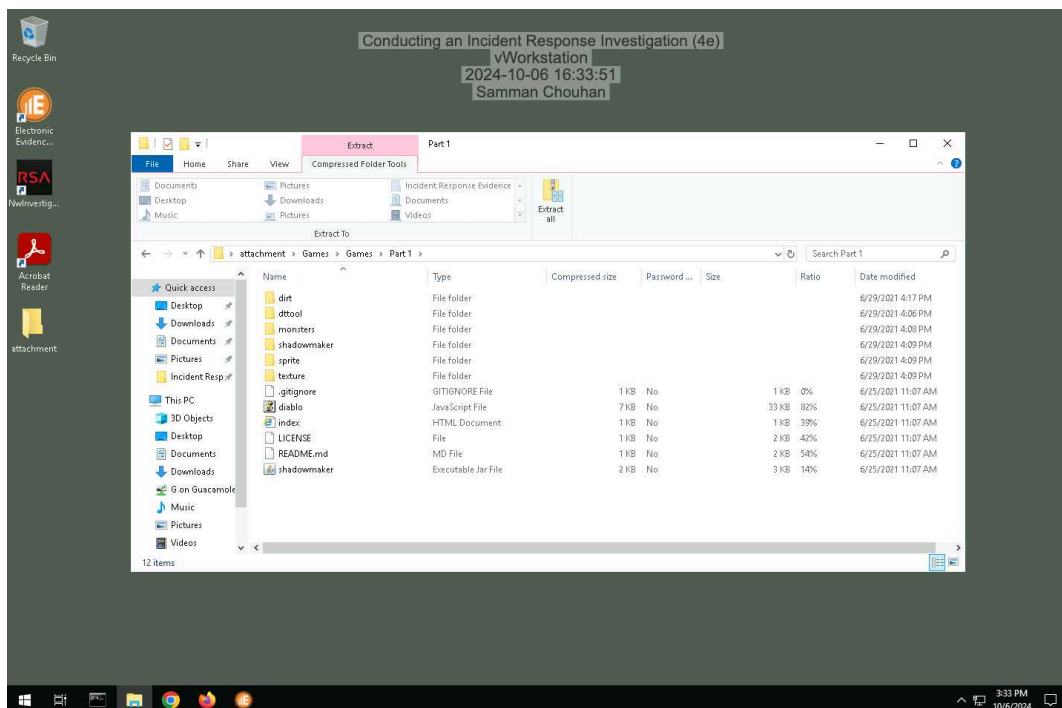 Recycle Bin
Electronic
Evidenc...
RSA
NwInvestig...
Acrobat
Reader
attachment
Conducting an Incident Response Investigation (4e)
vWorkstation
2024-10-06 16:33:51
Samman Chouhan
Extract Part 1
File Home Share View Compressed Folder Tools
Documents Pictures Incident Response Evidence
Desktop Downloads Documents
Music Pictures Videos
Extract To
Extract
all
attachment > Games > Games > Part 1 >
Search Part 1
Name Type Compressed size Password ... Size Ratio Date modified
dirt File folder 6/29/2021 4:17 PM
dttool File folder 6/29/2021 4:06 PM
monsters File folder 6/29/2021 4:08 PM
shadowmaker File folder 6/29/2021 4:09 PM
sprite File folder 6/29/2021 4:09 PM
texture File folder 6/29/2021 4:09 PM
.gitignore GITIGNORE File 1 KB No 1 KB 0% 6/25/2021 11:07 AM
diablo JavaScript File 7 KB No 33 KB 82% 6/25/2021 11:07 AM
index HTML Document 1 KB No 1 KB 39% 6/25/2021 11:07 AM
LICENSE File 1 KB No 2 KB 42% 6/25/2021 11:07 AM
README.md MD File 1 KB No 2 KB 54% 6/25/2021 11:07 AM
shadowmaker Executable Jar File 2 KB No 3 KB 14% 6/25/2021 11:07 AM
Quick access
Desktop
Downloads
Documents
Pictures
Incident Resp
This PC
3D Objects
Desktop
Documents
Downloads
G on Guacamole
Music
Pictures
Videos
12 items
3:33 PM
10/6/2024